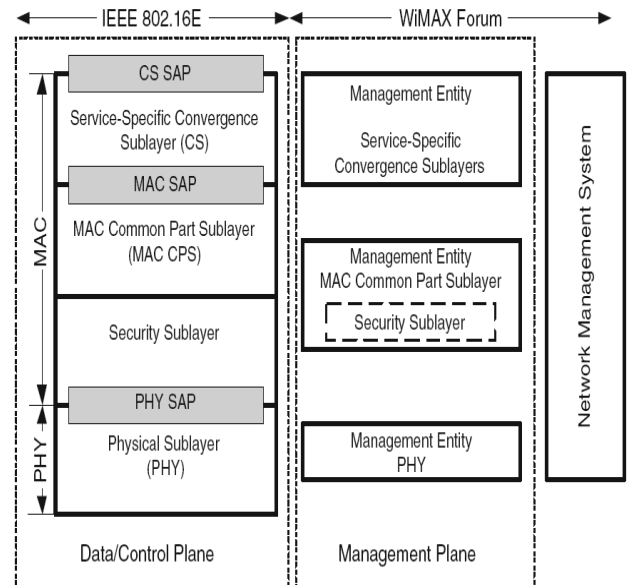 IEEE 802.16E
WiMAX Forum
CS SAP
Service-Specific Convergence
Sublayer (CS)
MAC SAP
MAC Common Part Sublayer
(MAC CPS)
Security Sublayer
PHY SAP
Physical Sublayer
(PHY)
MAC
PHY
Data/Control Plane
Management Entity
Service-Specific
Convergence Sublayers
Management Entity
MAC Common Part Sublayer
Security Sublayer
Management Entity
PHY
Management Plane
Network Management System